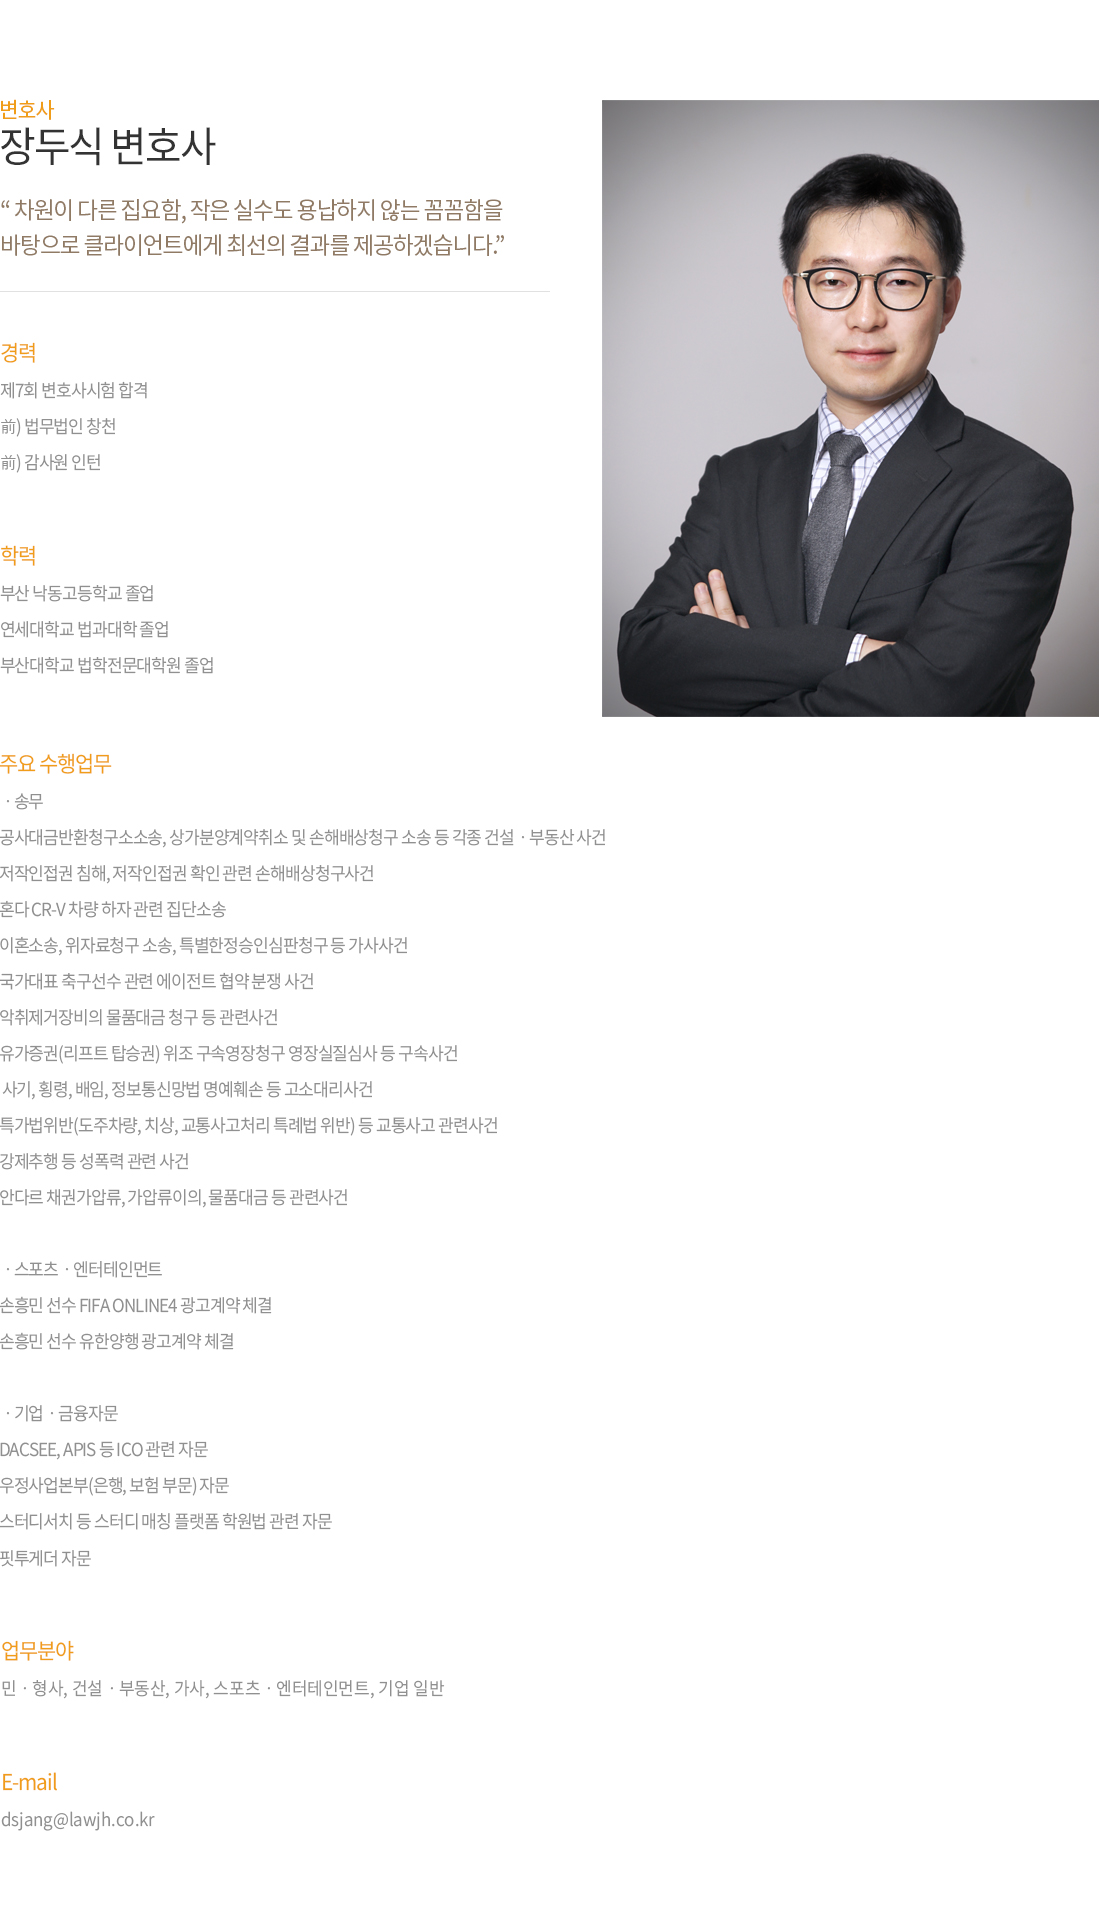 변호사
장두식 변호사
“ 차원이 다른 집요함, 작은 실수도 용납하지 않는 꼼꼼함을
바탕으로 클라이언트에게 최선의 결과를 제공하겠습니다.”
경력
제7회 변호사시험 합격
前) 법무법인 창천
前) 감사원 인턴
학력
부산 낙동고등학교 졸업
연세대학교 법과대학 졸업
부산대학교 법학전문대학원 졸업
주요 수행업무
ㆍ송무
공사대금반환청구소소송, 상가분양계약취소 및 손해배상청구 소송 등 각종 건설ㆍ부동산 사건
저작인접권 침해, 저작인접권 확인 관련 손해배상청구사건
혼다 CR-V 차량 하자 관련 집단소송
이혼소송, 위자료청구 소송, 특별한정승인심판청구 등 가사사건
국가대표 축구선수 관련 에이전트 협약 분쟁 사건
악취제거장비의 물품대금 청구 등 관련사건
유가증권(리프트 탑승권) 위조 구속영장청구 영장실질심사 등 구속사건
사기, 횡령, 배임, 정보통신망법 명예훼손 등 고소대리사건
특가법위반(도주차량, 치상, 교통사고처리 특례법 위반) 등 교통사고 관련사건
강제추행 등 성폭력 관련 사건
안다르 채권가압류, 가압류이의, 물품대금 등 관련사건
ㆍ스포츠ㆍ엔터테인먼트
손흥민 선수 FIFA ONLINE4 광고계약 체결
손흥민 선수 유한양행 광고계약 체결
ㆍ기업ㆍ금융자문
DACSEE, APIS 등 ICO 관련 자문
우정사업본부(은행, 보험 부문) 자문
스터디서치 등 스터디 매칭 플랫폼 학원법 관련 자문
핏투게더 자문
업무분야
민ㆍ형사, 건설ㆍ부동산, 가사, 스포츠ㆍ엔터테인먼트, 기업 일반
E-mail
dsjang@lawjh.co.kr